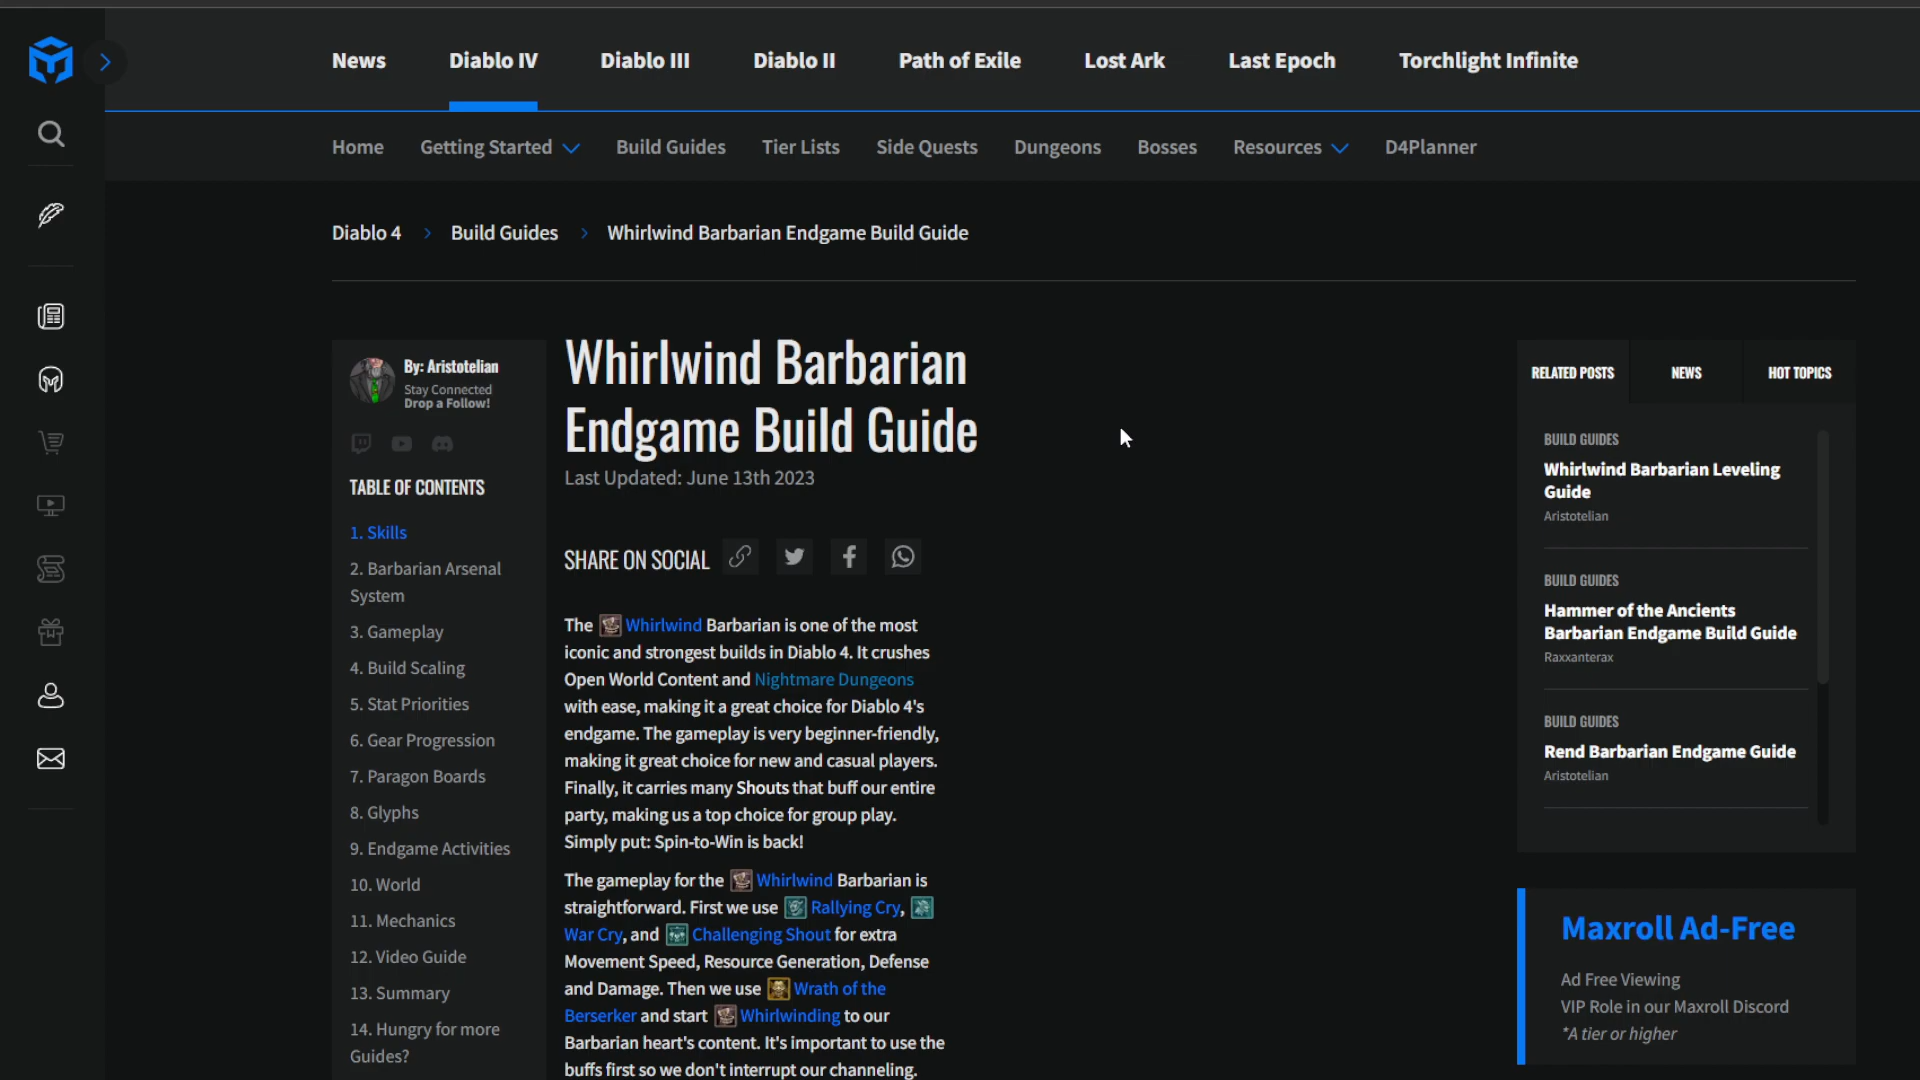 News Diablo IV Diablo III Diablo II Path of Exile Lost Ark Last Epoch Torchlight Infinite
Home Getting Started Build Guides Tier Lists Side Quests Dungeons Bosses Resources D4Planner
Diablo 4 > Build Guides > Whirlwind Barbarian Endgame Build Guide
By: Aristotelian
Stay Connected
Drop a Follow!
TABLE OF CONTENTS
1. Skills
2. Barbarian Arsenal
System
3. Gameplay
4. Build Scaling
5. Stat Priorities
6. Gear Progression
7. Paragon Boards
8. Glyphs
9. Endgame Activities
10. World
11. Mechanics
12. Video Guide
13. Summary
14. Hungry for more
Guides?
Whirlwind Barbarian
Endgame Build Guide
Last Updated: June 13th 2023
SHARE ON SOCIAL
The Whirlwind Barbarian is one of the most
iconic and strongest builds in Diablo 4. It crushes
Open World Content and Nightmare Dungeons
with ease, making it a great choice for Diablo 4's
endgame. The gameplay is very beginner-friendly,
making it great choice for new and casual players.
Finally, it carries many Shouts that buff our entire
party, making us a top choice for group play.
Simply put: Spin-to-Win is back!
The gameplay for the Whirlwind Barbarian is
straightforward. First we use Rallying Cry,
War Cry, and Challenging Shout for extra
Movement Speed, Resource Generation, Defense
and Damage. Then we use Wrath of the
Berserker and start Whirlwinding to our
Barbarian heart's content. It's important to use the
buffs first so we don't interrupt our channeling.
RELATED POSTS NEWS HOT TOPICS
BUILD GUIDES
Whirlwind Barbarian Leveling
Guide
Aristotelian
BUILD GUIDES
Hammer of the Ancients
Barbarian Endgame Build Guide
Raxxanterax
BUILD GUIDES
Rend Barbarian Endgame Guide
Aristotelian
Maxroll Ad-Free
Ad Free Viewing
VIP Role in our Maxroll Discord
*A tier or higher